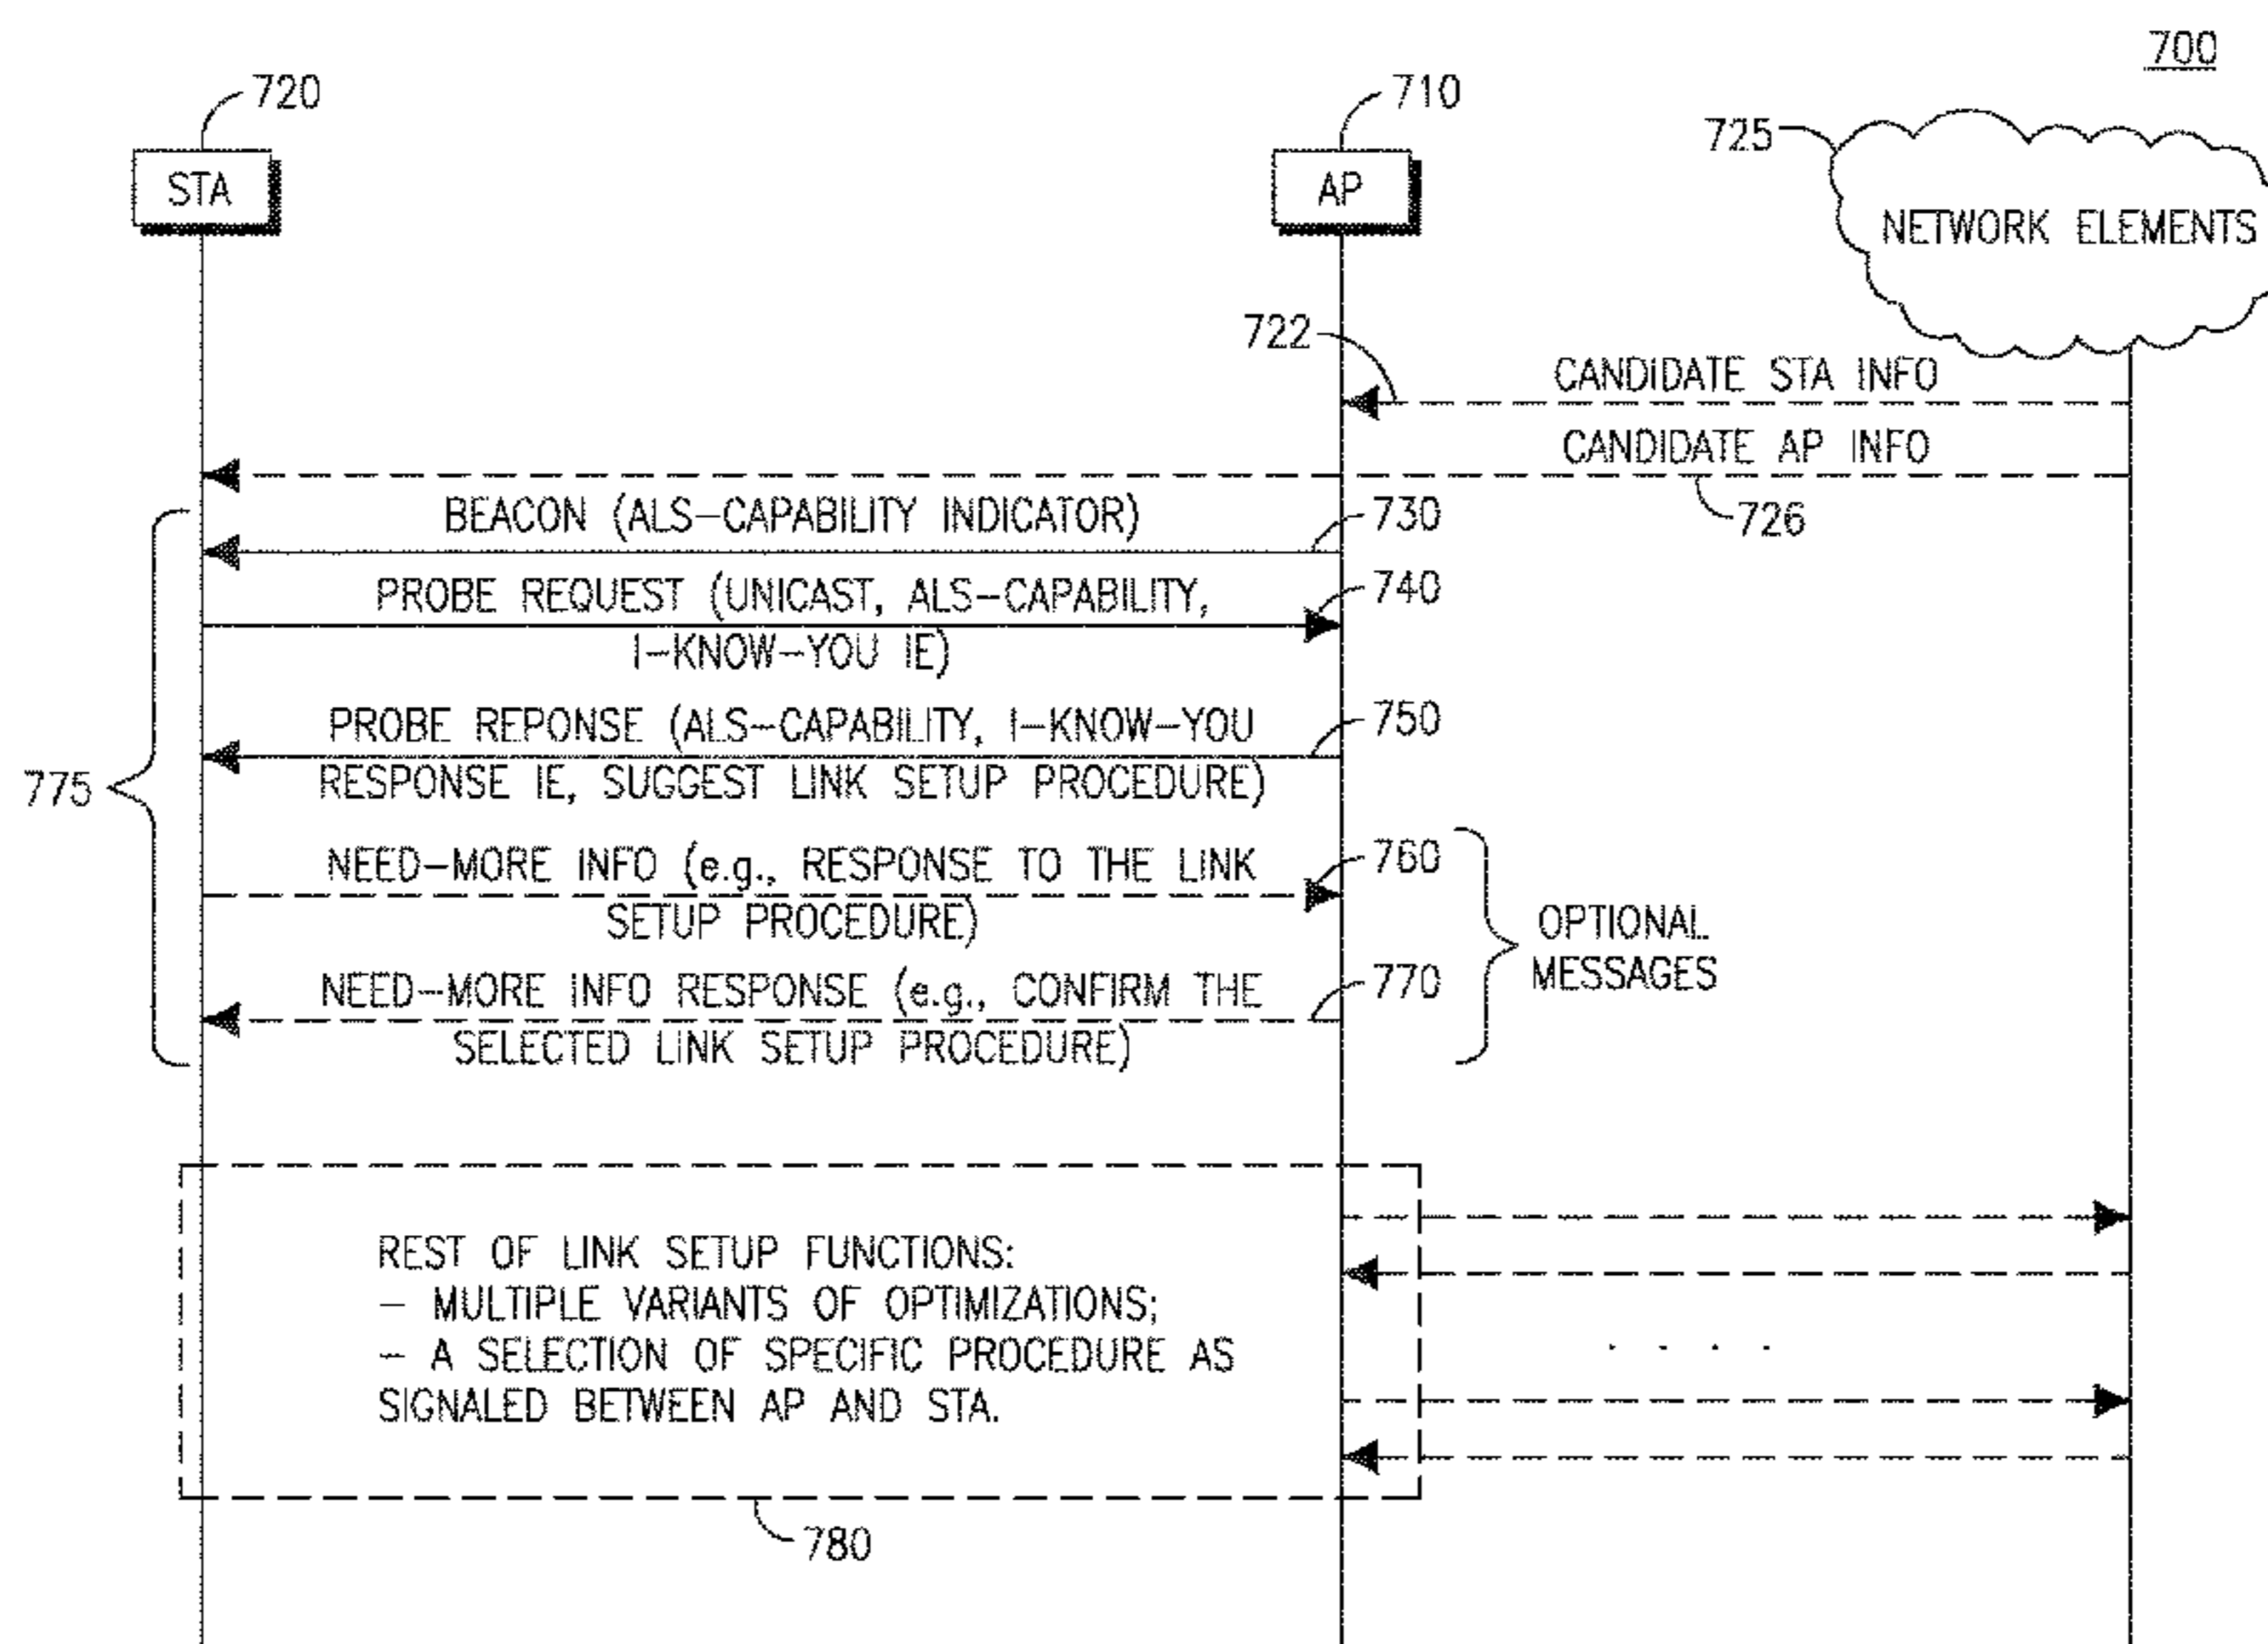 700
720
710
725
STA
AP
NETWORK ELEMENTS
722
CANDIDATE STA INFO
CANDIDATE AP INFO
726
BEACON (ALS-CAPABILITY INDICATOR)
730
PROBE REQUEST (UNICAST, ALS-CAPABILITY,
I-KNOW-YOU IE)
740
PROBE REPONSE (ALS-CAPABILITY, I-KNOW-YOU
RESPONSE IE, SUGGEST LINK SETUP PROCEDURE)
750
775
NEED-MORE INFO (e.g., RESPONSE TO THE LINK
SETUP PROCEDURE)
760
OPTIONAL
MESSAGES
NEED-MORE INFO RESPONSE (e.g., CONFIRM THE
SELECTED LINK SETUP PROCEDURE)
770
REST OF LINK SETUP FUNCTIONS:
- MULTIPLE VARIANTS OF OPTIMIZATIONS;
- A SELECTION OF SPECIFIC PROCEDURE AS
SIGNALED BETWEEN AP AND STA.
. . . .
780